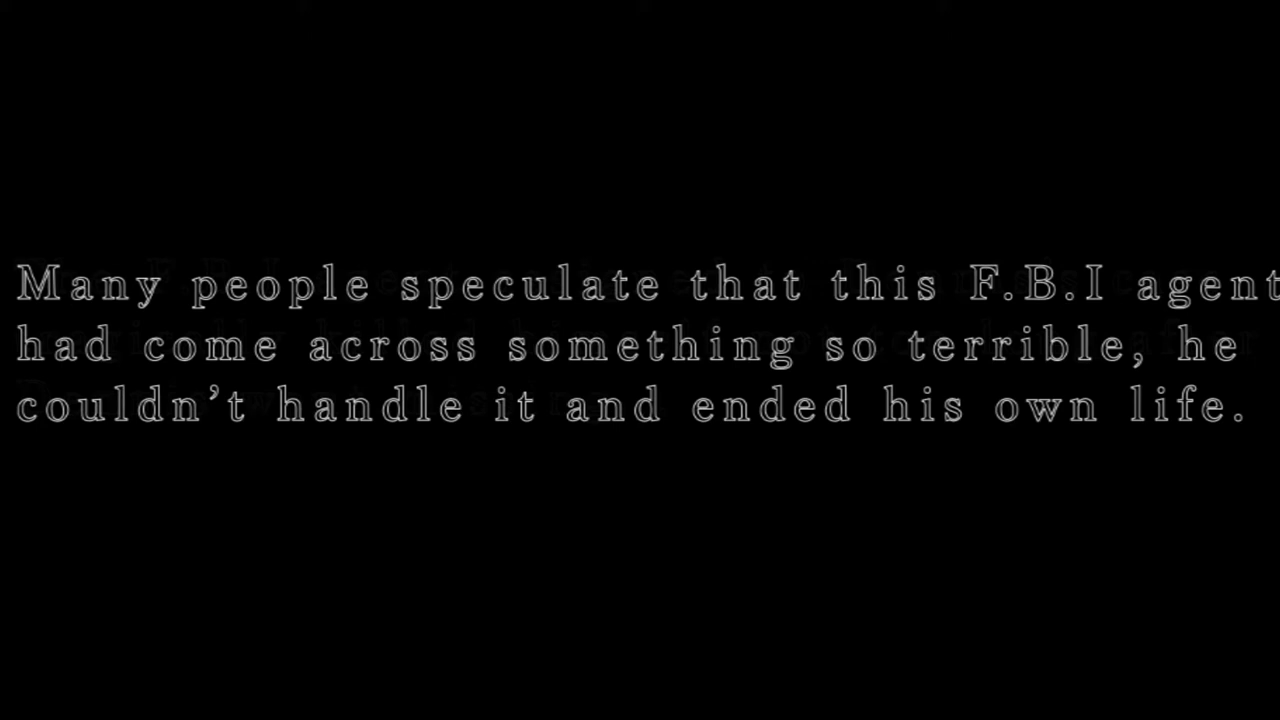 Many people speculate that this F.B.I agent
had come across something so terrible, he
couldn’t handle it and ended his own life.